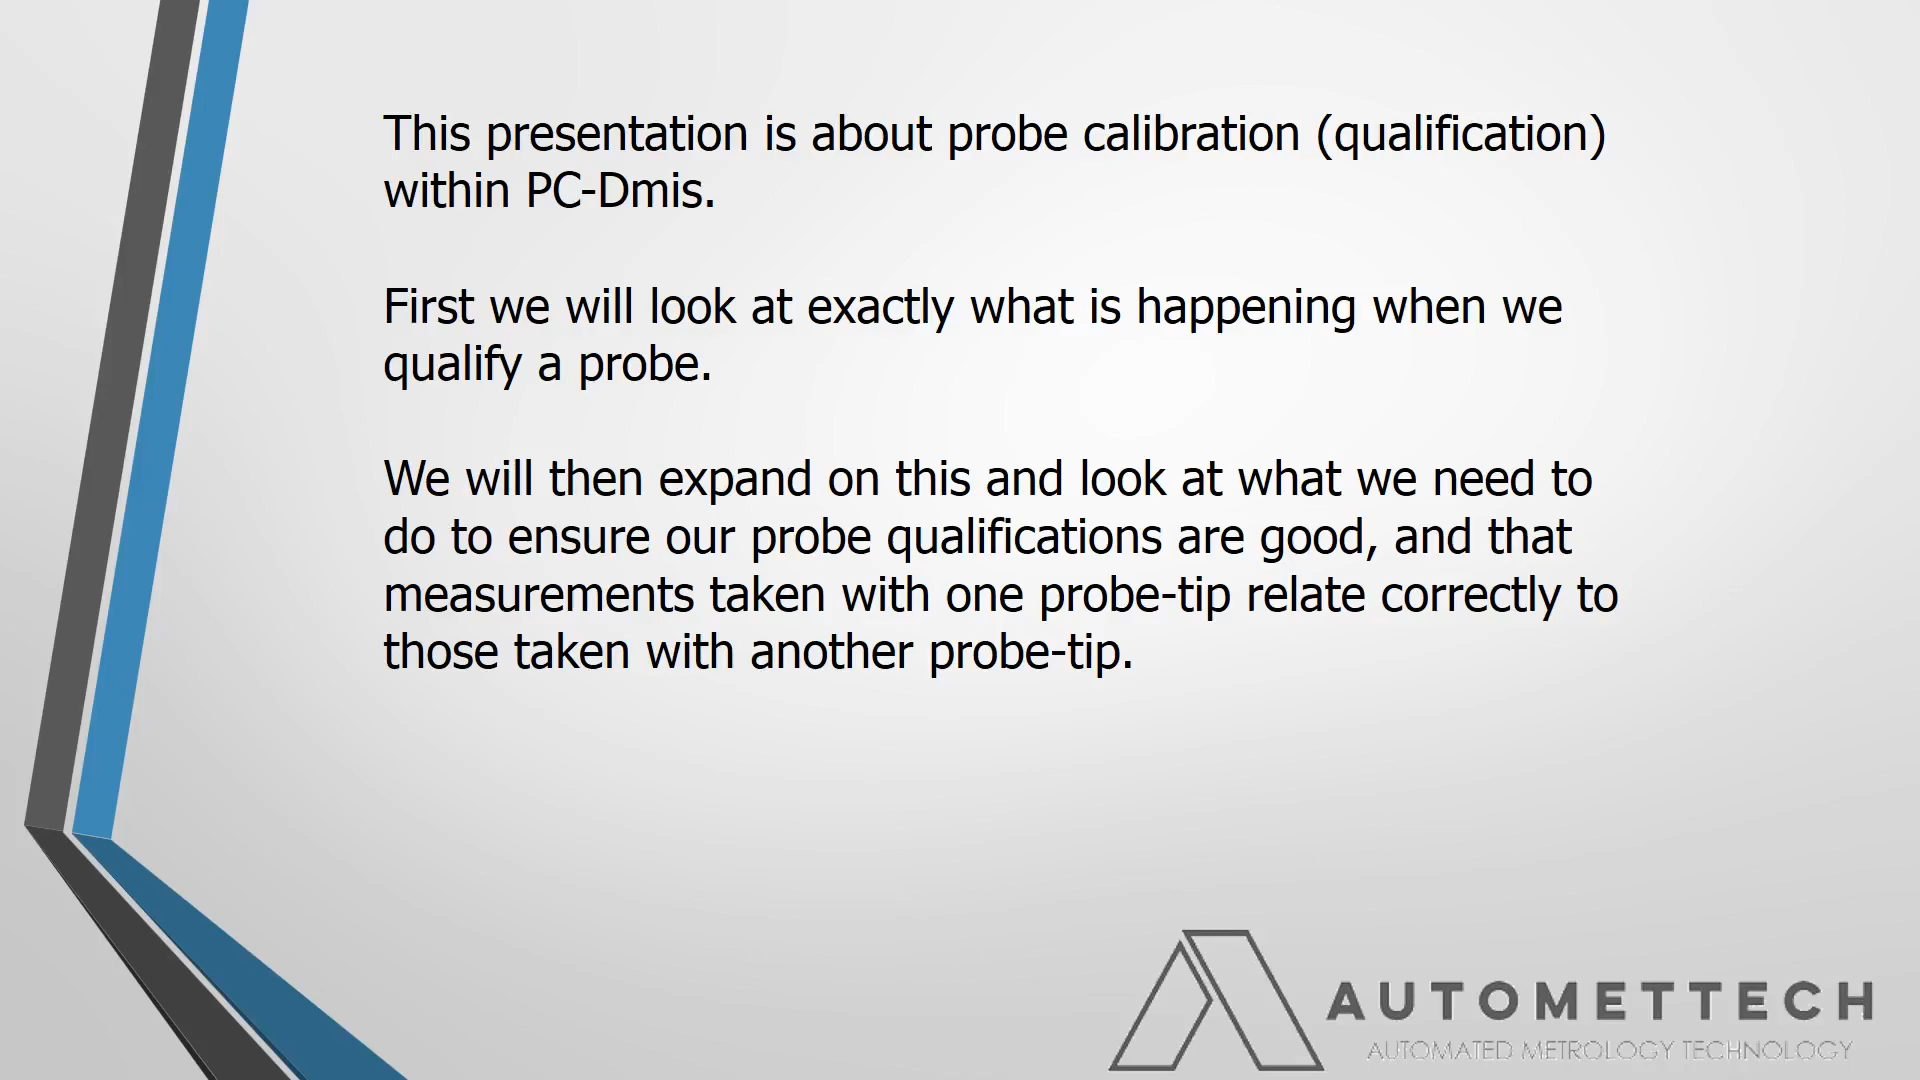 This presentation is about probe calibration (qualification)
within PC-Dmis.
First we will look at exactly what is happening when we
qualify a probe.
We will then expand on this and look at what we need to
do to ensure our probe qualifications are good, and that
measurements taken with one probe-tip relate correctly to
those taken with another probe-tip.
AUTOMETTECH
AUTOMATED METROLOGY TECHNOLOGY